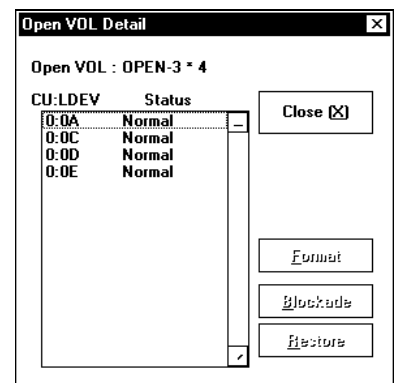 Open VOL Detail
Open VOL : OPEN-3 * 4
CU:LDEV Status
0:0A Normal
0:0C Normal
0:0D Normal
0:0E Normal
Close (X)
Format
Blockade
Restore